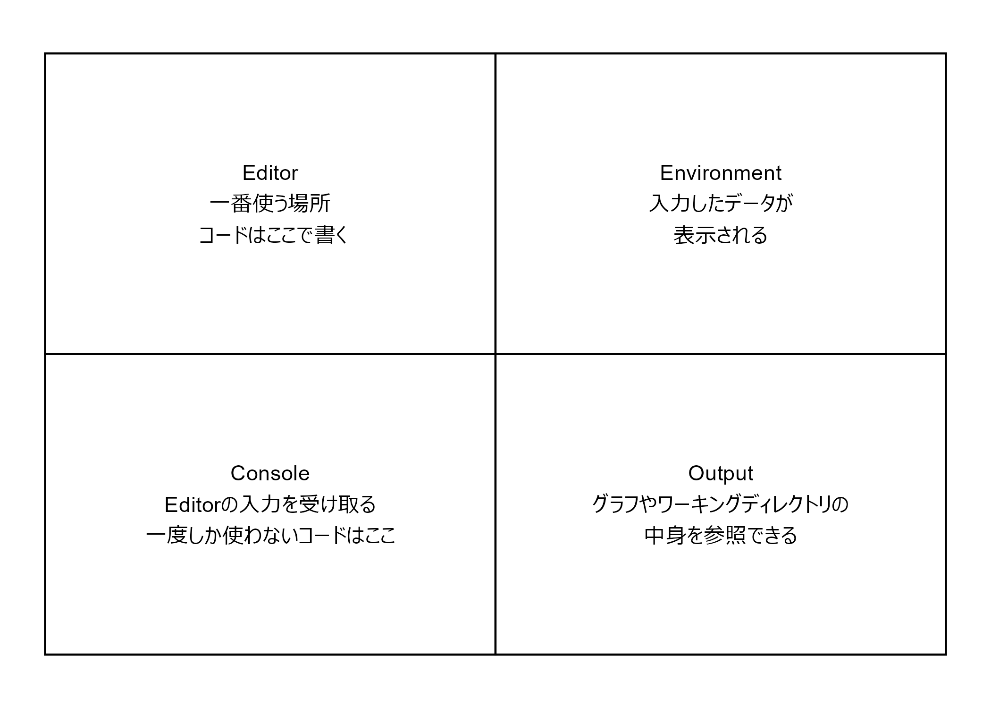 Editor
一番使う場所
コードはここで書く
Environment
入力したデータが
表示される
Console
Editorの入力を受け取る
一度しか使わないコードはここ
Output
グラフやワーキングディレクトリの
中身を参照できる